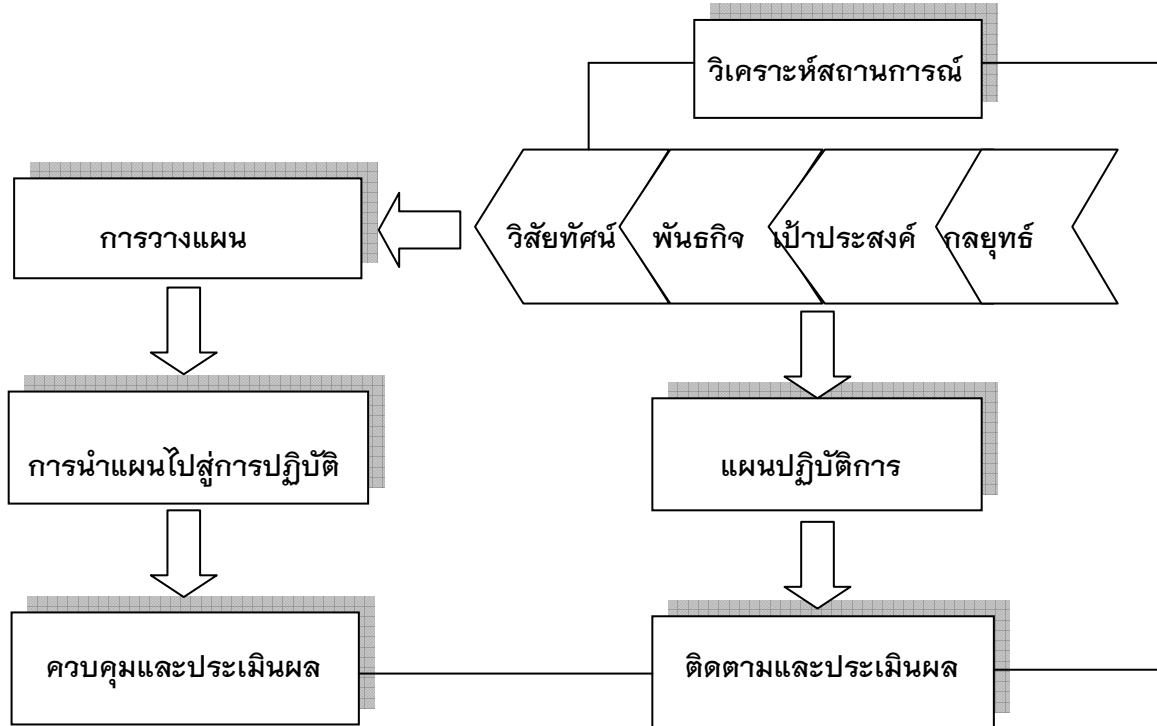 วิเคราะห์สถานการณ์
การวางแผน
วิสัยทัศน์
พันธกิจ
เป้าประสงค์
กลยุทธ์
การนำแผนไปสู่การปฏิบัติ
แผนปฏิบัติการ
ควบคุมและประเมินผล
ติดตามและประเมินผล